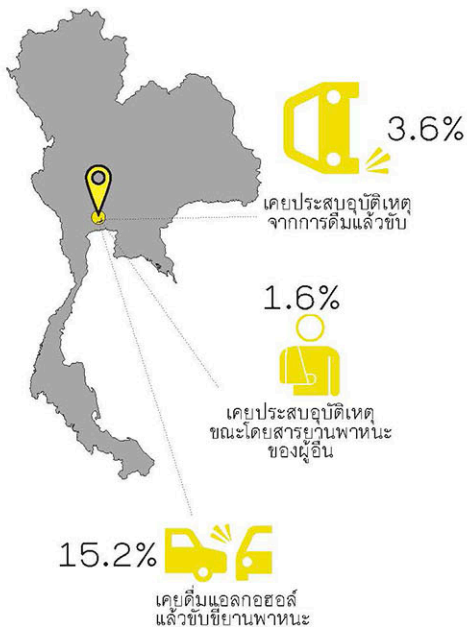 3.6%
เคยประสบอุบัติเหตุ
จากการดื่มแล้วขับ
1.6%
เคยประสบอุบัติเหตุ
ขณะโดยสารยานพาหนะ
ของผู้อื่น
15.2%
เคยดื่มแอลกอฮอล์
แล้วขับขี่ยานพาหนะ